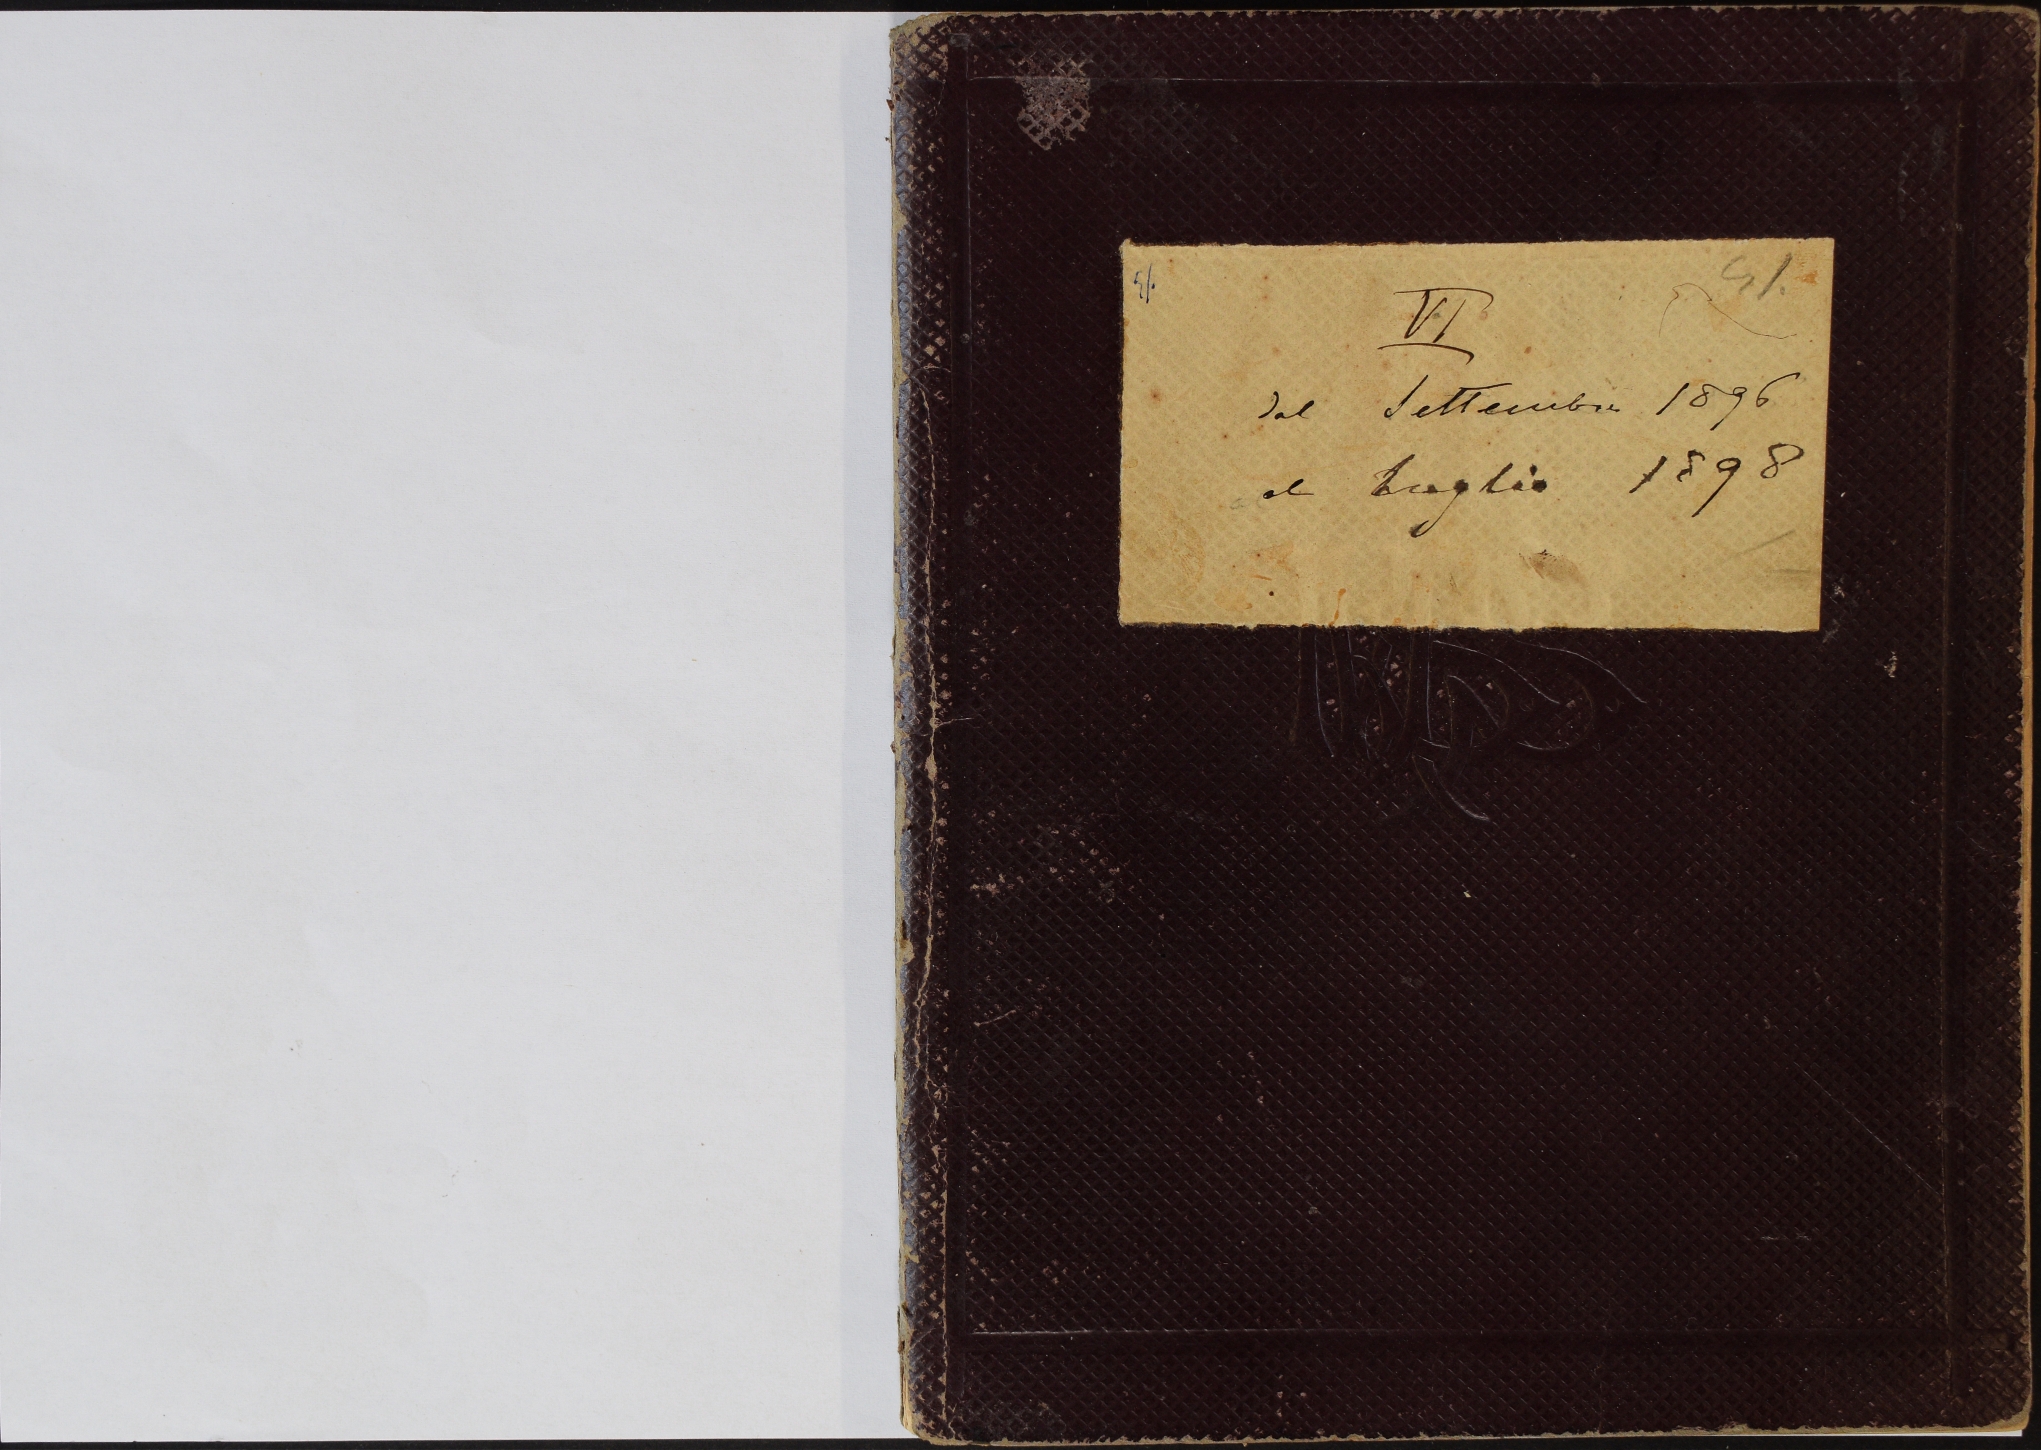 VI
dal Settembre 1896
al Luglio 1898